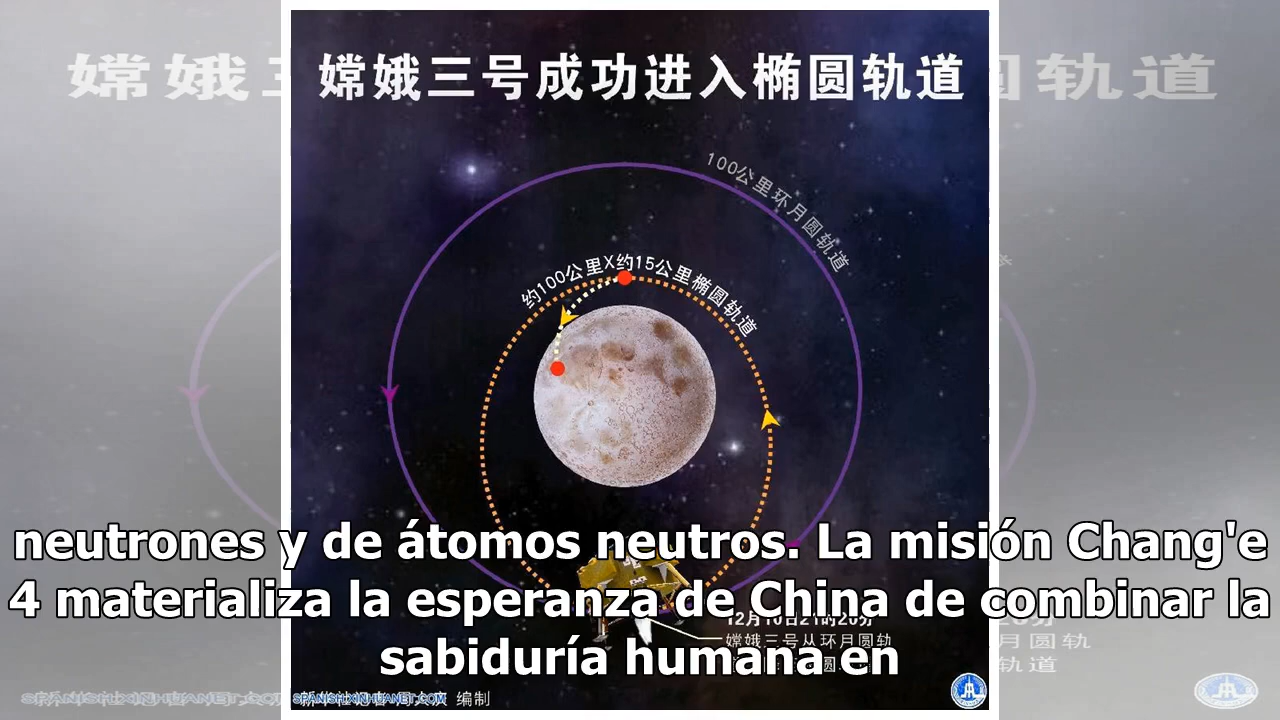 嫦娥三号成功进入椭圆轨道
100公里环月圆轨道
约100公里X约15公里椭圆轨道
neutrones y de átomos neutros. La misión Chang'e
4 materializa la esperanza de China de combinar la
12月10日21时20分
嫦娥三号从环月圆轨
sabiduría humana en
SPANISH.XINHUANET.COM
编制